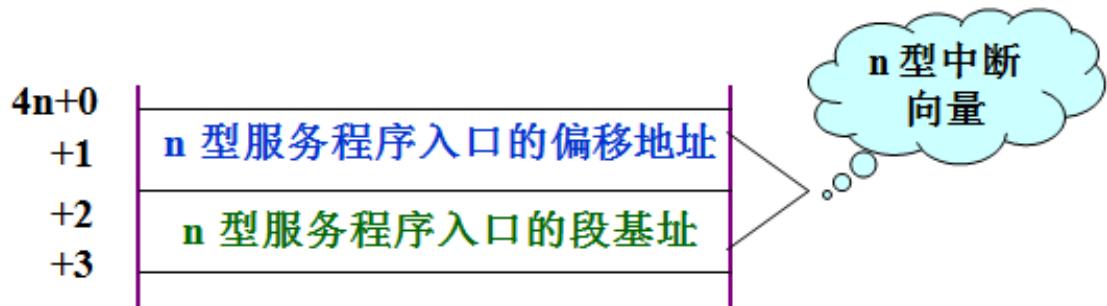 n 型中断
向量
4n+0
+1
n 型服务程序入口的偏移地址
+2
n 型服务程序入口的段基址
+3